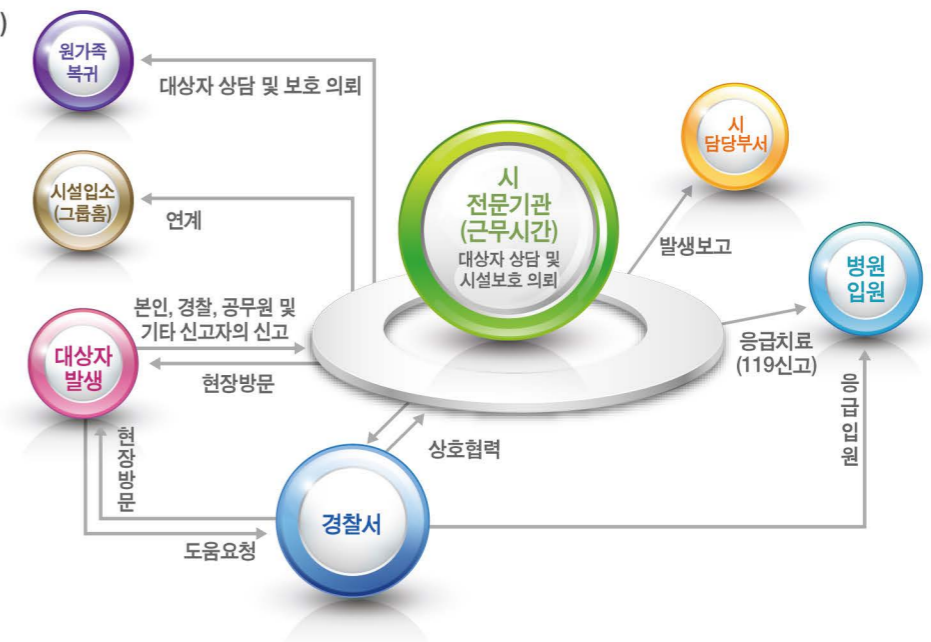 )
원가족
복귀
대상자 상담 및 보호 의뢰
시
담당부서
시설입소
(그룹홈)
연계
시
전문기관
(근무시간)
대상자 상담 및
시설보호 의뢰
발생보고
병원
입원
본인, 경찰, 공무원 및
기타 신고자의 신고
대상자
발생
현장방문
응급치료
(119신고)
응급입원
현장방문
상호협력
경찰서
도움요청